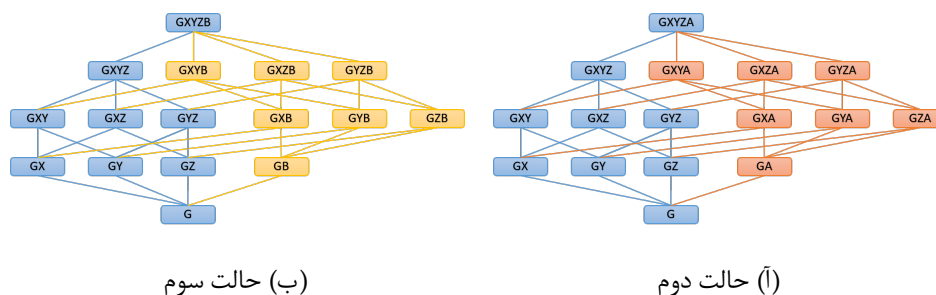 GXYZB
GXYZ GXYB GXZB GYZB
GXY GXZ GYZ GXB GYB GZB
GX GY GZ GB
G
(ب) حالت سوم
GXYZA
GXYZ GXYA GXZA GYZA
GXY GXZ GYZ GXA GYA GZA
GX GY GZ GA
G
(آ) حالت دوم